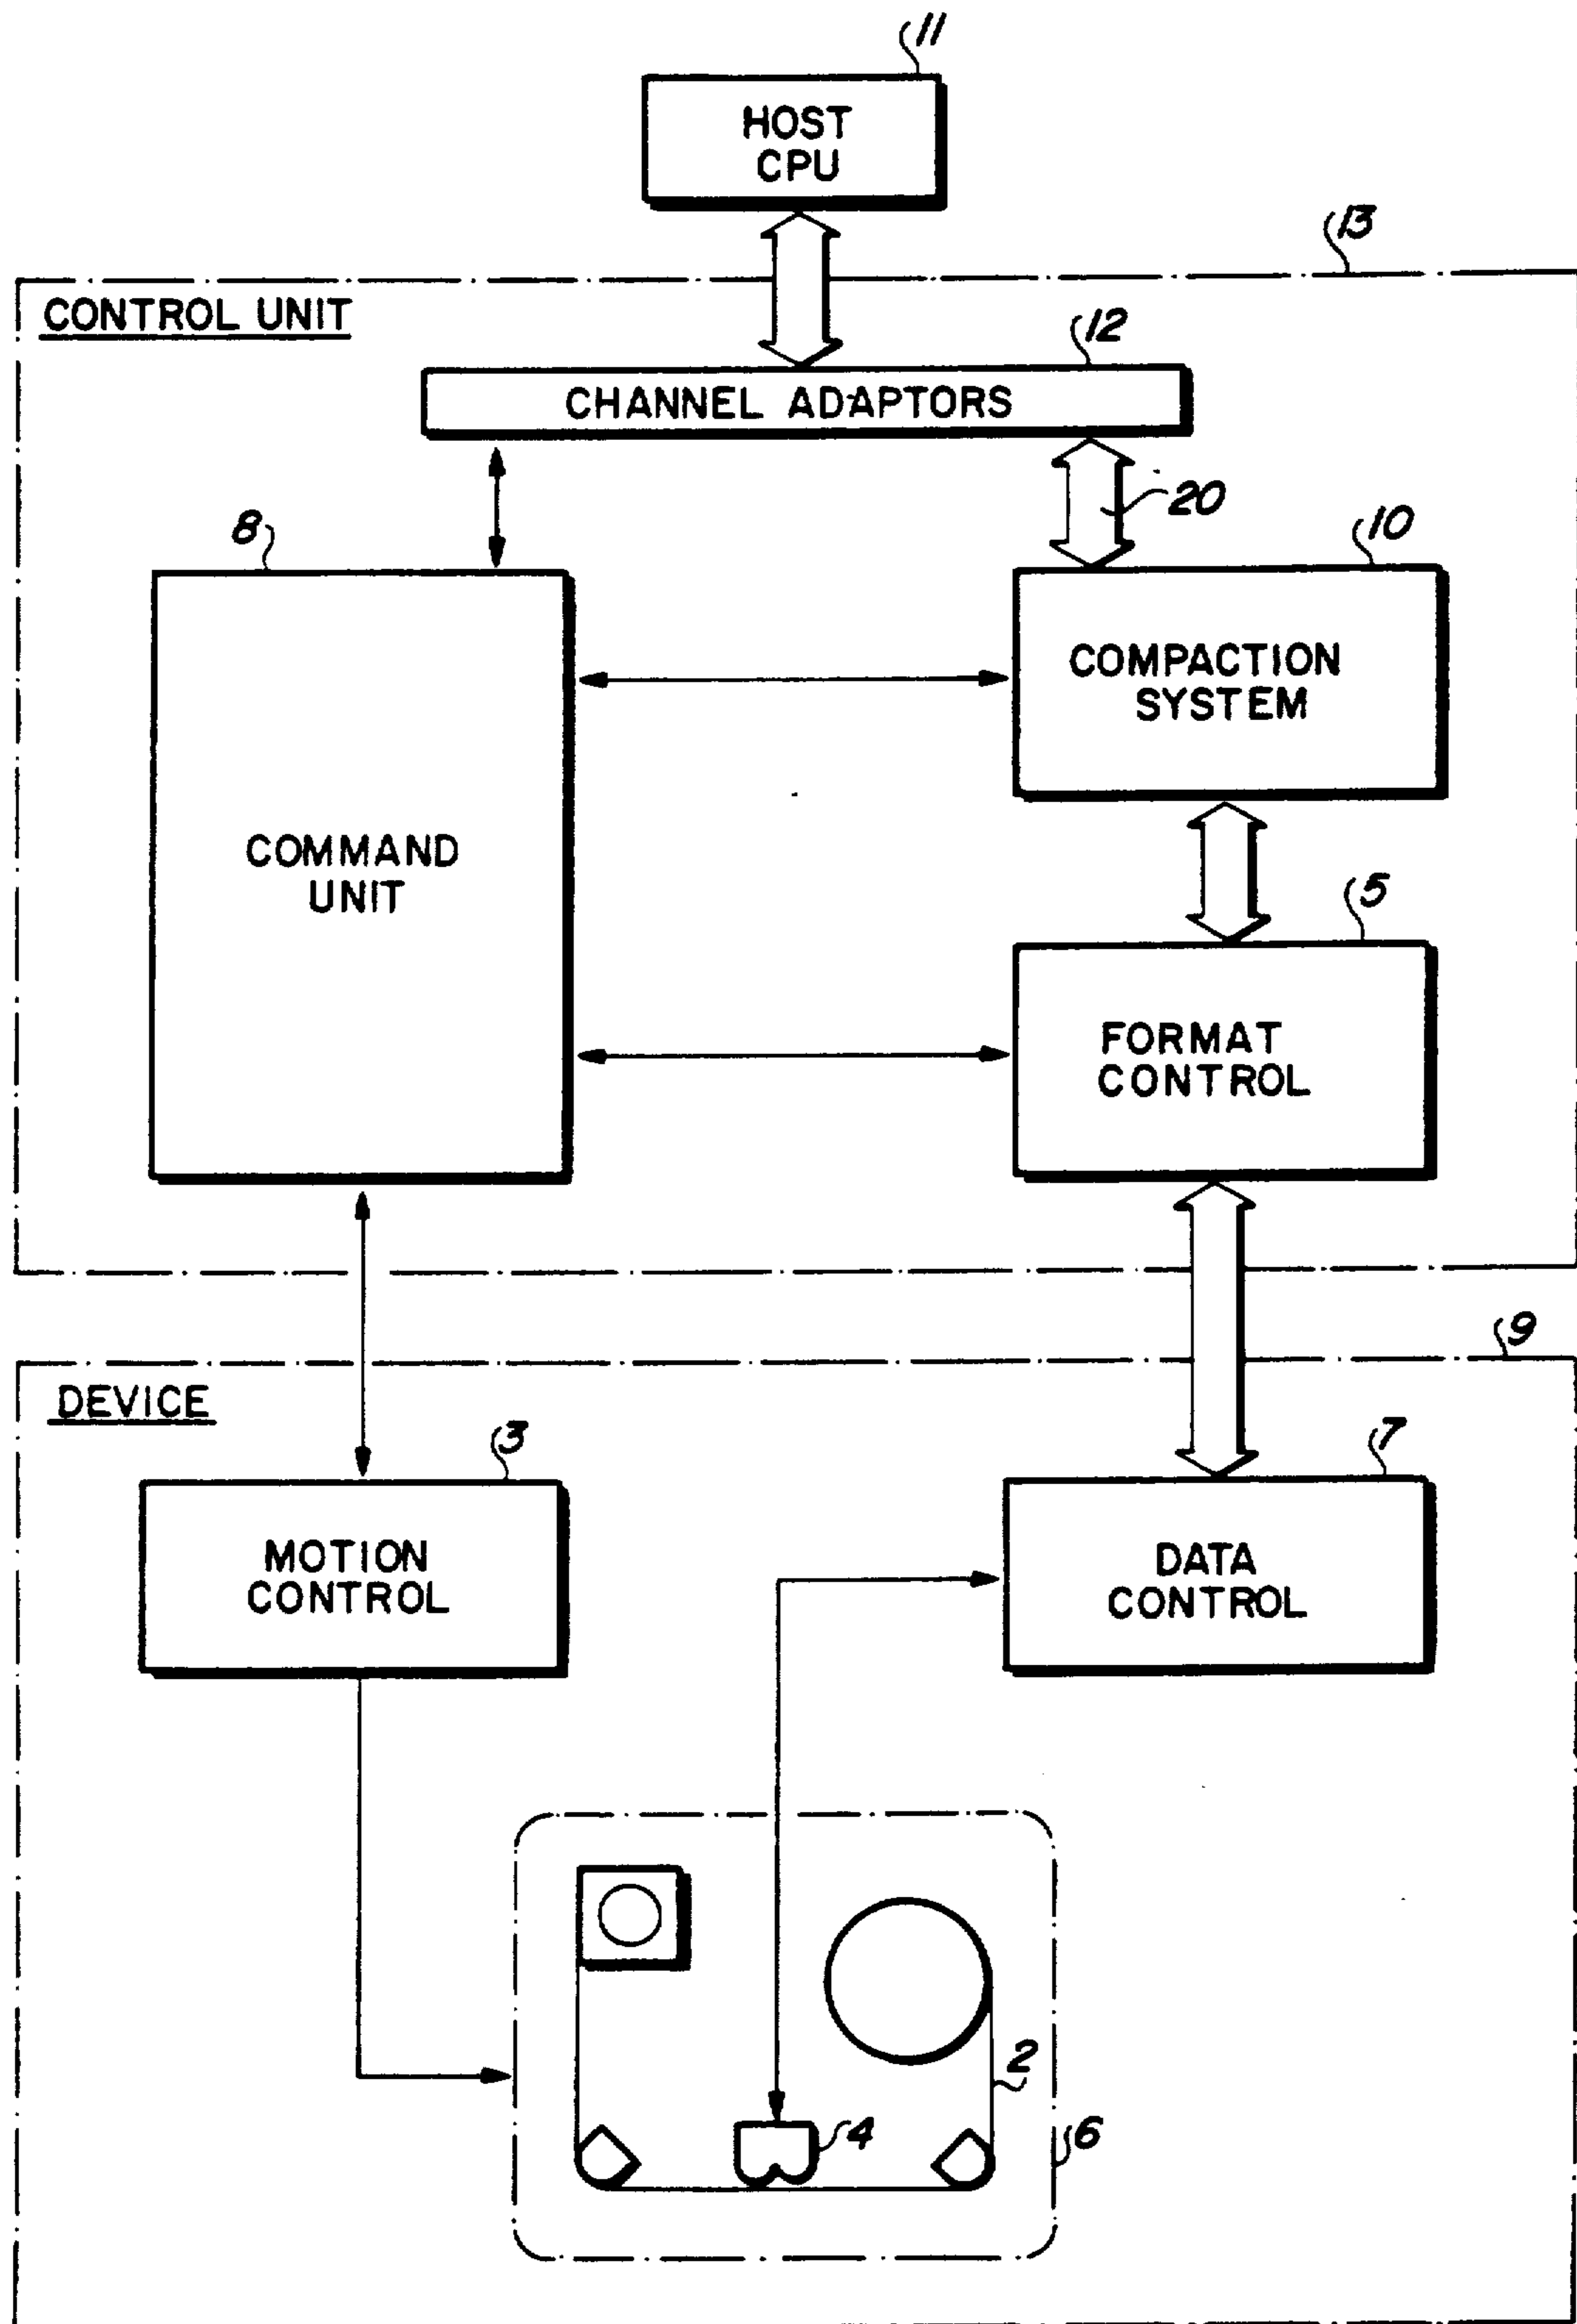 11
HOST
CPU
13
CONTROL UNIT
12
CHANNEL ADAPTORS
20
8
10
COMPACTION
SYSTEM
COMMAND
UNIT
5
FORMAT
CONTROL
9
DEVICE
3
7
MOTION
CONTROL
DATA
CONTROL
2
4
6